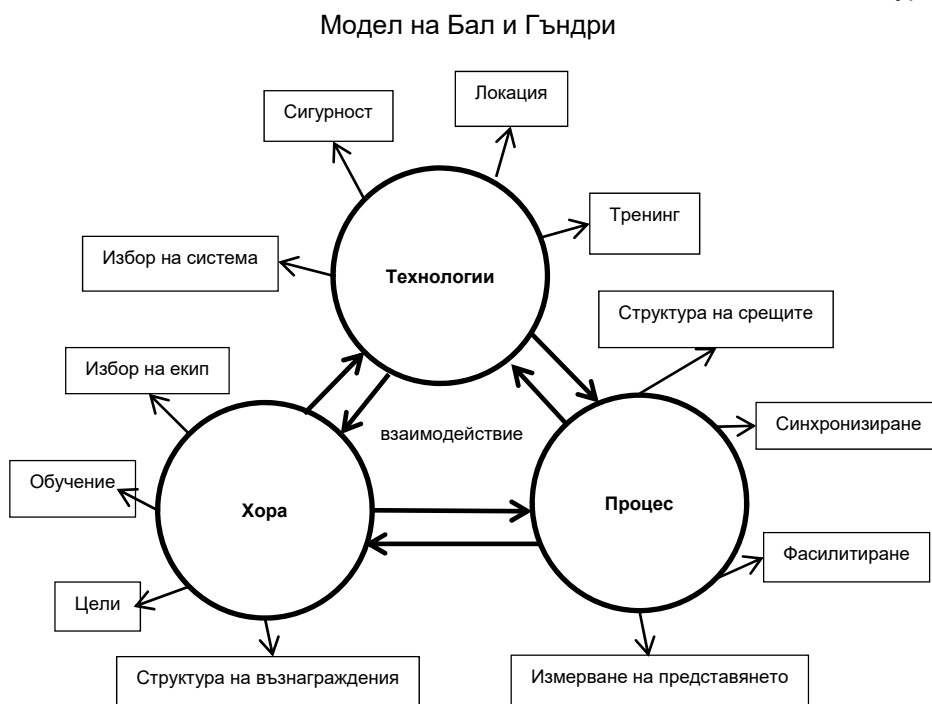 Модел на Бал и Гъндри
Локация
Сигурност
Тренинг
Избор на система
Технологии
Структура на срещите
Избор на екип
Синхронизиране
взаимодействие
Обучение
Хора
Процес
Фасилитиране
Цели
Структура на възнаграждения
Измерване на представянето